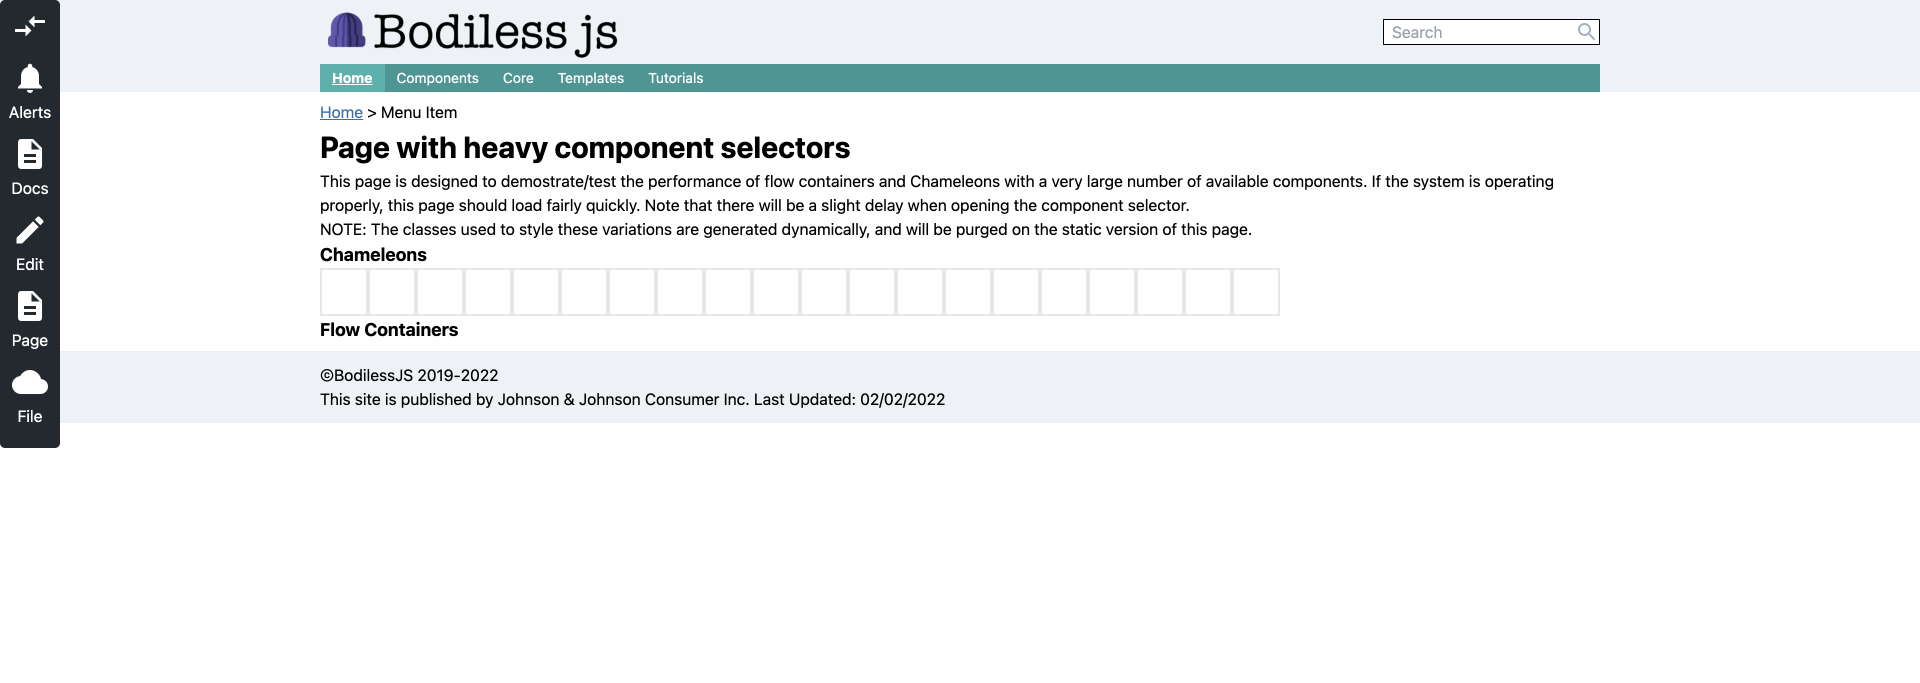 Bodiless js
Search
Home Components Core Templates Tutorials
Alerts
Docs
Edit
Page
File
Home > Menu Item
Page with heavy component selectors
This page is designed to demostrate/test the performance of flow containers and Chameleons with a very large number of available components. If the system is operating
properly, this page should load fairly quickly. Note that there will be a slight delay when opening the component selector.
NOTE: The classes used to style these variations are generated dynamically, and will be purged on the static version of this page.
Chameleons
Flow Containers
©BodilessJS 2019-2022
This site is published by Johnson & Johnson Consumer Inc. Last Updated: 02/02/2022